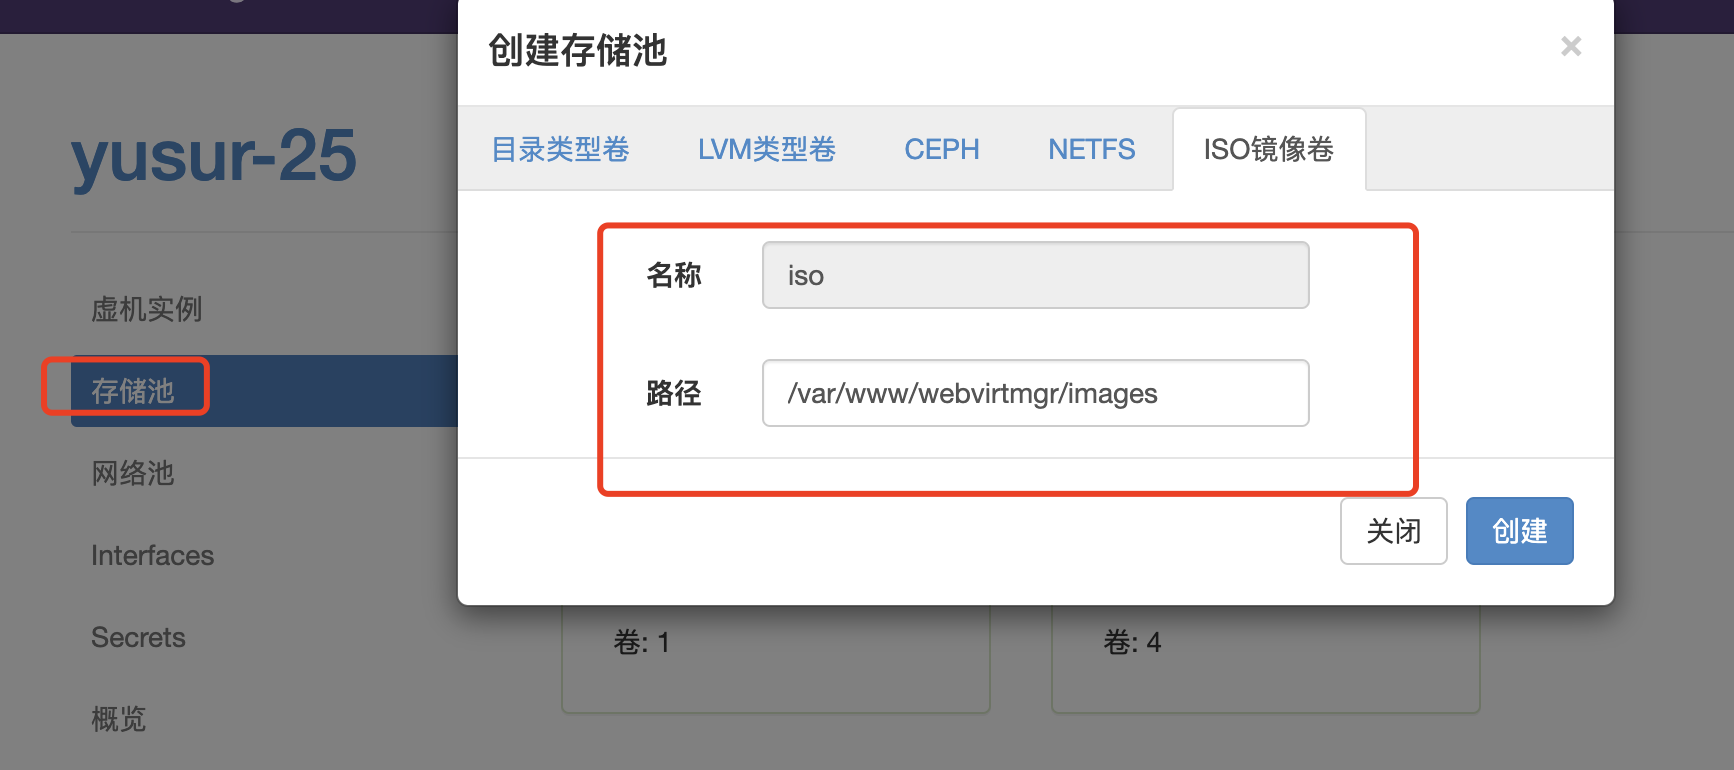 创建存储池
×
目录类型卷 LVM类型卷 CEPH NETFS ISO镜像卷
名称 iso
路径 /var/www/webvirtmgr/images
关闭 创建
yusur-25
虚机实例
存储池
网络池
Interfaces
Secrets
概览
卷: 1
卷: 4